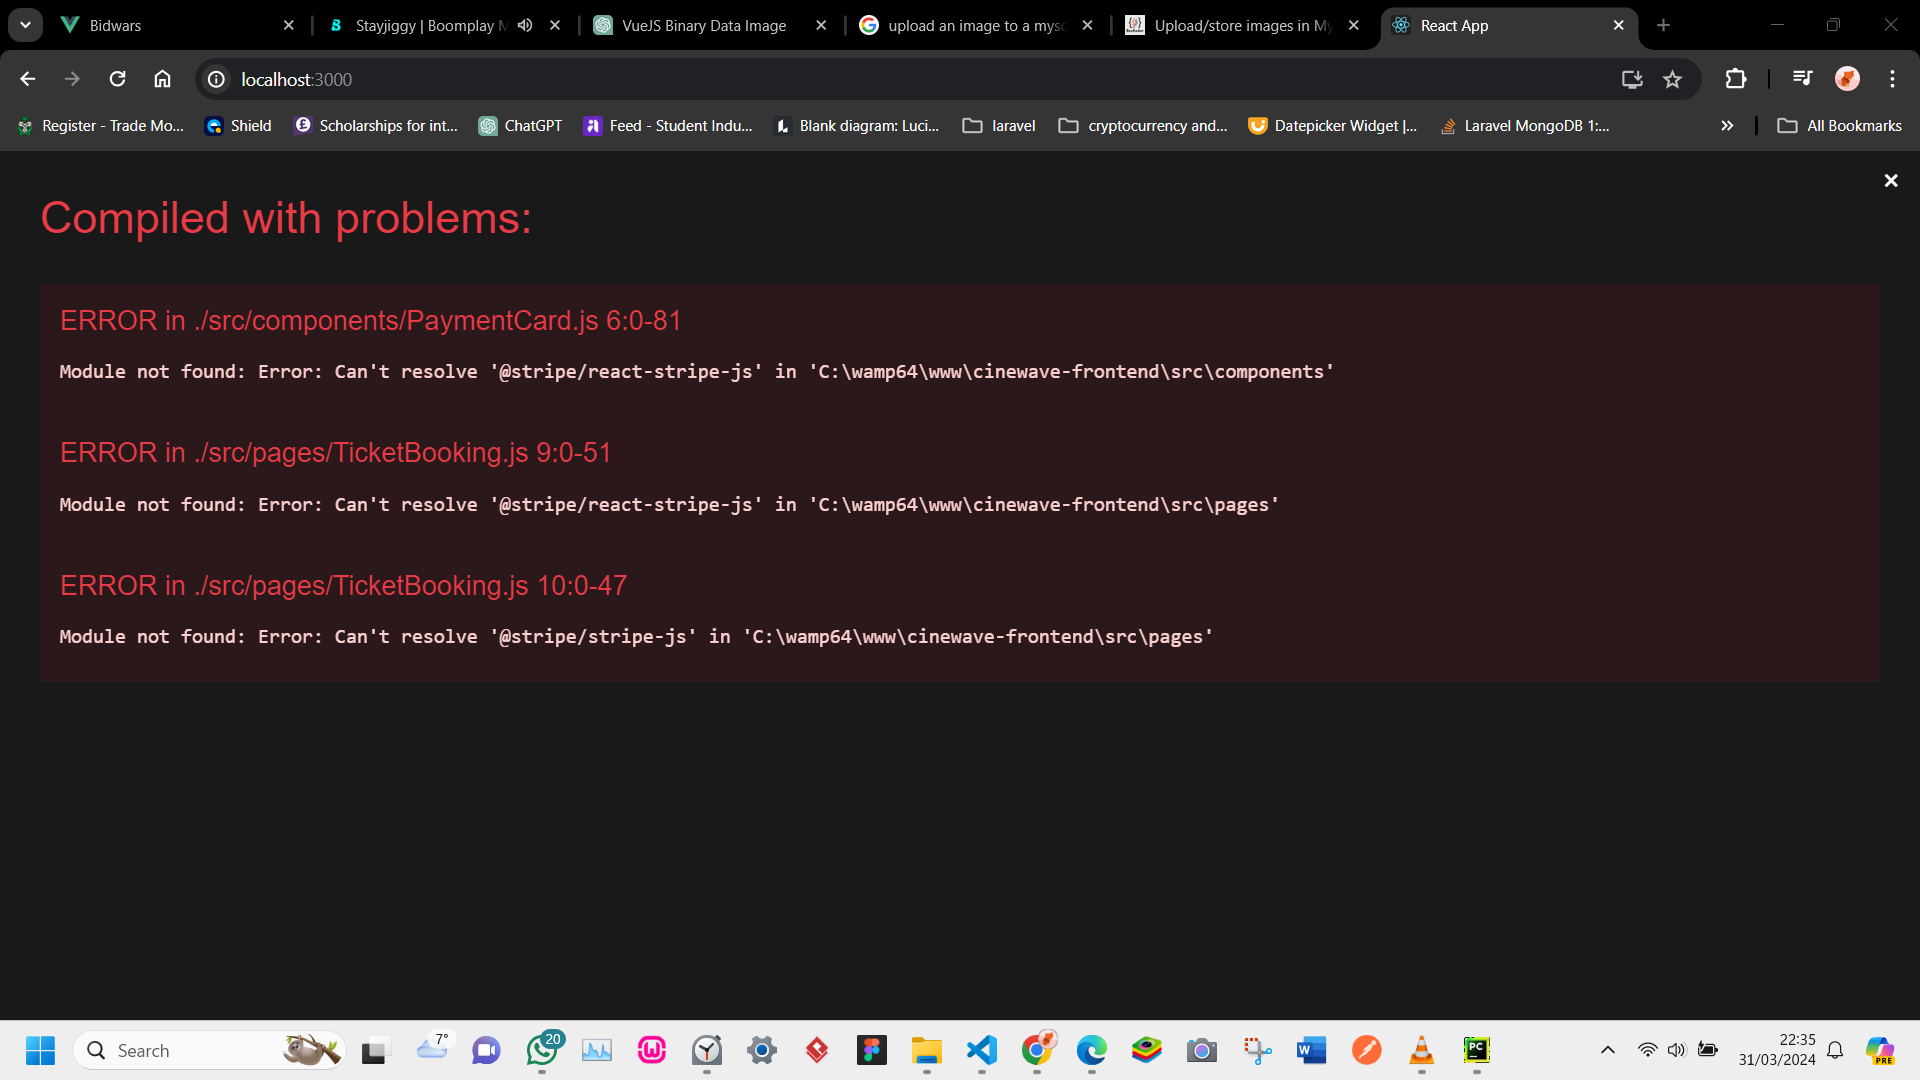 Bidwars
Stayjiggy | Boomplay M
VueJS Binary Data Image
upload an image to a mysq
Upload/store images in My
React App
localhost:3000
Register - Trade Mo...
Shield
Scholarships for int...
ChatGPT
Feed - Student Indu...
Blank diagram: Luci...
laravel
cryptocurrency and...
Datepicker Widget |...
Laravel MongoDB 1:...
All Bookmarks
Compiled with problems:
ERROR in ./src/components/PaymentCard.js 6:0-81
Module not found: Error: Can't resolve '@stripe/react-stripe-js' in 'C:\wamp64\www\cinewave-frontend\src\components'
ERROR in ./src/pages/TicketBooking.js 9:0-51
Module not found: Error: Can't resolve '@stripe/react-stripe-js' in 'C:\wamp64\www\cinewave-frontend\src\pages'
ERROR in ./src/pages/TicketBooking.js 10:0-47
Module not found: Error: Can't resolve '@stripe/stripe-js' in 'C:\wamp64\www\cinewave-frontend\src\pages'
Search
7°
20
PC
22:35
31/03/2024
PRE